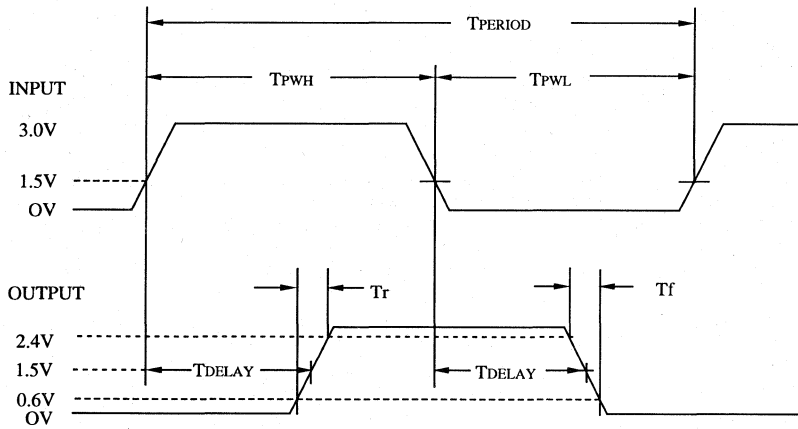 TPERIOD
TPWH
TPWL
INPUT
3.0V
1.5V
OV
OUTPUT
Tr
Tf
2.4V
1.5V
TDELAY
TDELAY
0.6V
OV